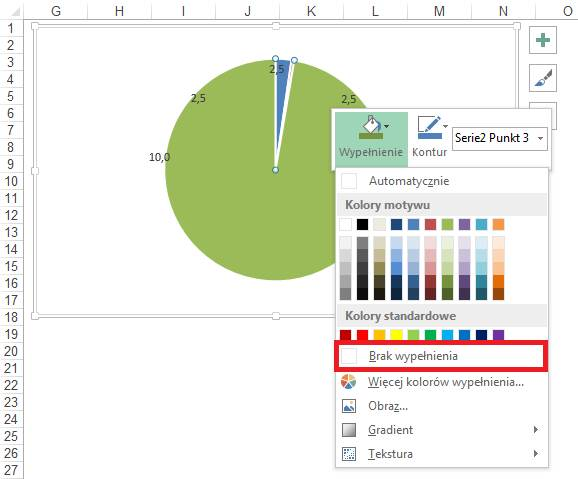 G H I J K L M N O
1
2
3
4
5
6
7
8
9
10
11
12
13
14
15
16
17
18
19
20
21
22
23
24
25
26
27
2,5
2,5
2,5
10,0
Wypełnienie
Kontur
Serie2 Punkt 3
Automatycznie
Kolory motywu
Kolory standardowe
Brak wypełnienia
Więcej kolorów wypełnienia...
Obraz...
Gradient
Tekstura